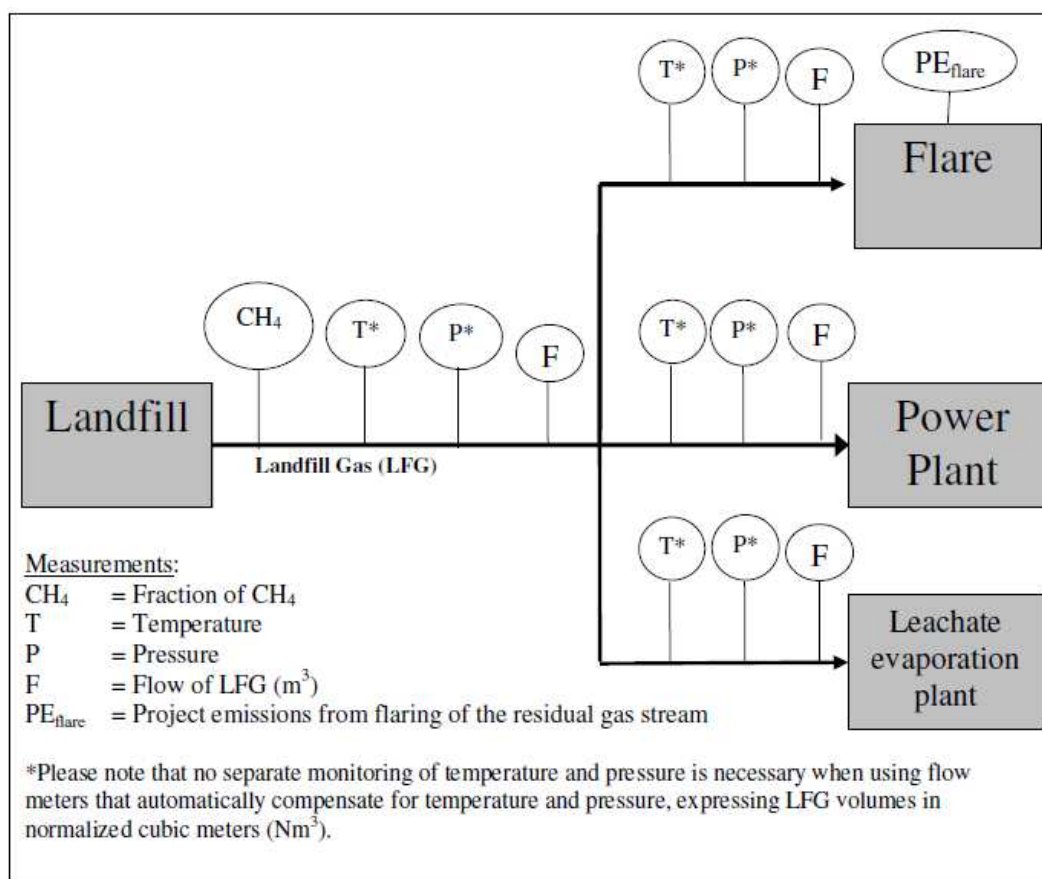 T* P* F PE_flare
Flare
CH₄ T* P* F
T* P* F
Landfill
Landfill Gas (LFG)
Power
Plant
T* P* F
Leachate
evaporation
plant
Measurements:
CH₄ = Fraction of CH₄
T = Temperature
P = Pressure
F = Flow of LFG (m³)
PE_flare = Project emissions from flaring of the residual gas stream
*Please note that no separate monitoring of temperature and pressure is necessary when using flow
meters that automatically compensate for temperature and pressure, expressing LFG volumes in
normalized cubic meters (Nm³).